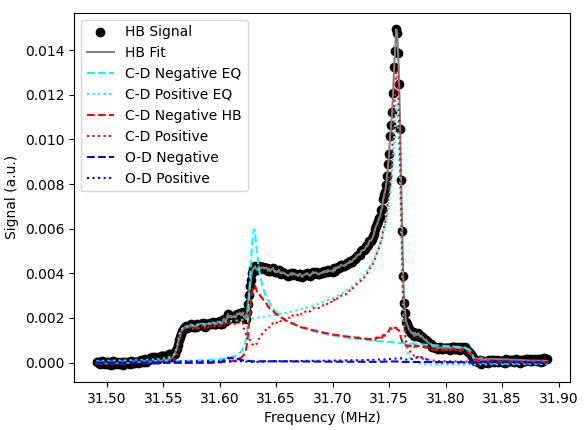 HB Signal
HB Fit
C-D Negative EQ
C-D Positive EQ
C-D Negative HB
C-D Positive
O-D Negative
O-D Positive
0.014
0.012
0.010
0.008
0.006
0.004
0.002
0.000
Signal (a.u.)
31.50 31.55 31.60 31.65 31.70 31.75 31.80 31.85 31.90
Frequency (MHz)